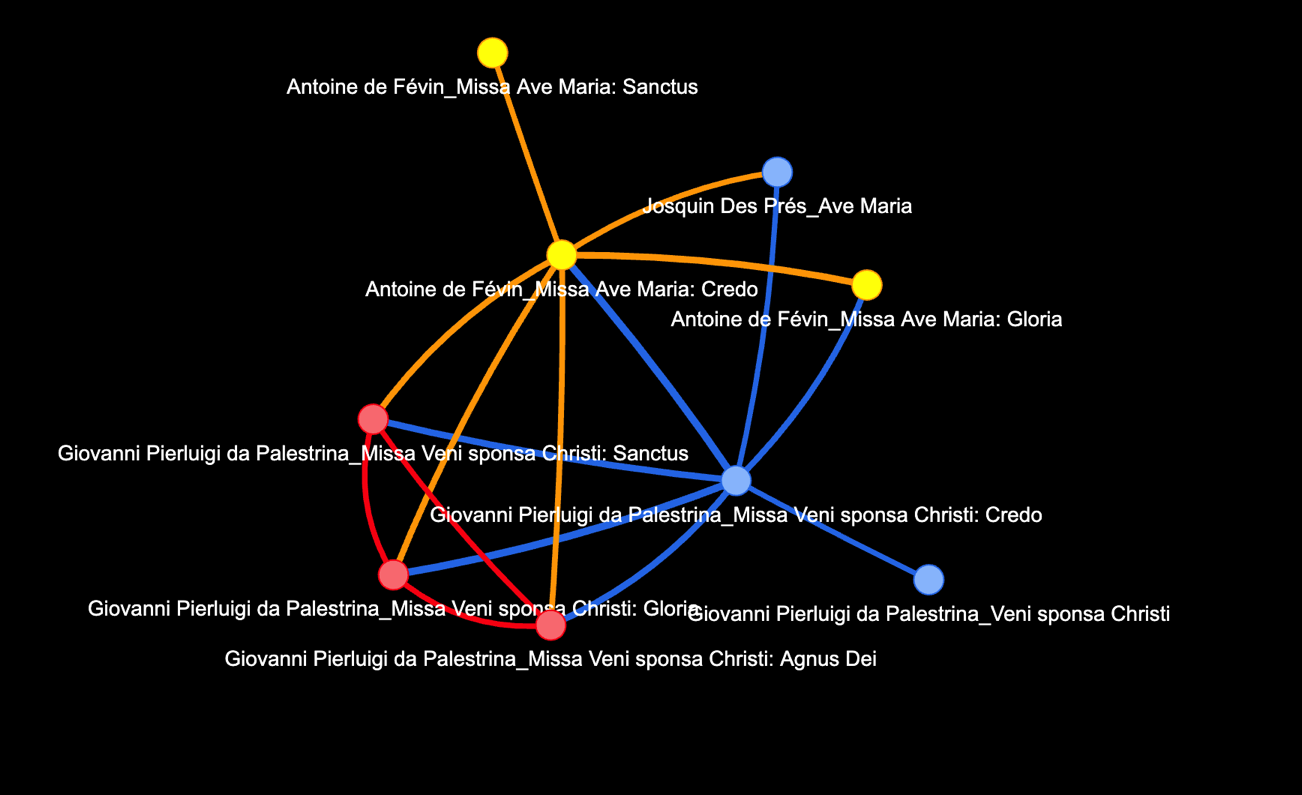 Antoine de Févin_Missa Ave Maria: Sanctus
Josquin Des Prés_Ave Maria
Antoine de Févin_Missa Ave Maria: Credo
Antoine de Févin_Missa Ave Maria: Gloria
Giovanni Pierluigi da Palestrina_Missa Veni sponsa Christi: Sanctus
Giovanni Pierluigi da Palestrina_Missa Veni sponsa Christi: Credo
Giovanni Pierluigi da Palestrina_Missa Veni sponsa Christi: Gloria
Giovanni Pierluigi da Palestrina_Veni sponsa Christi
Giovanni Pierluigi da Palestrina_Missa Veni sponsa Christi: Agnus Dei